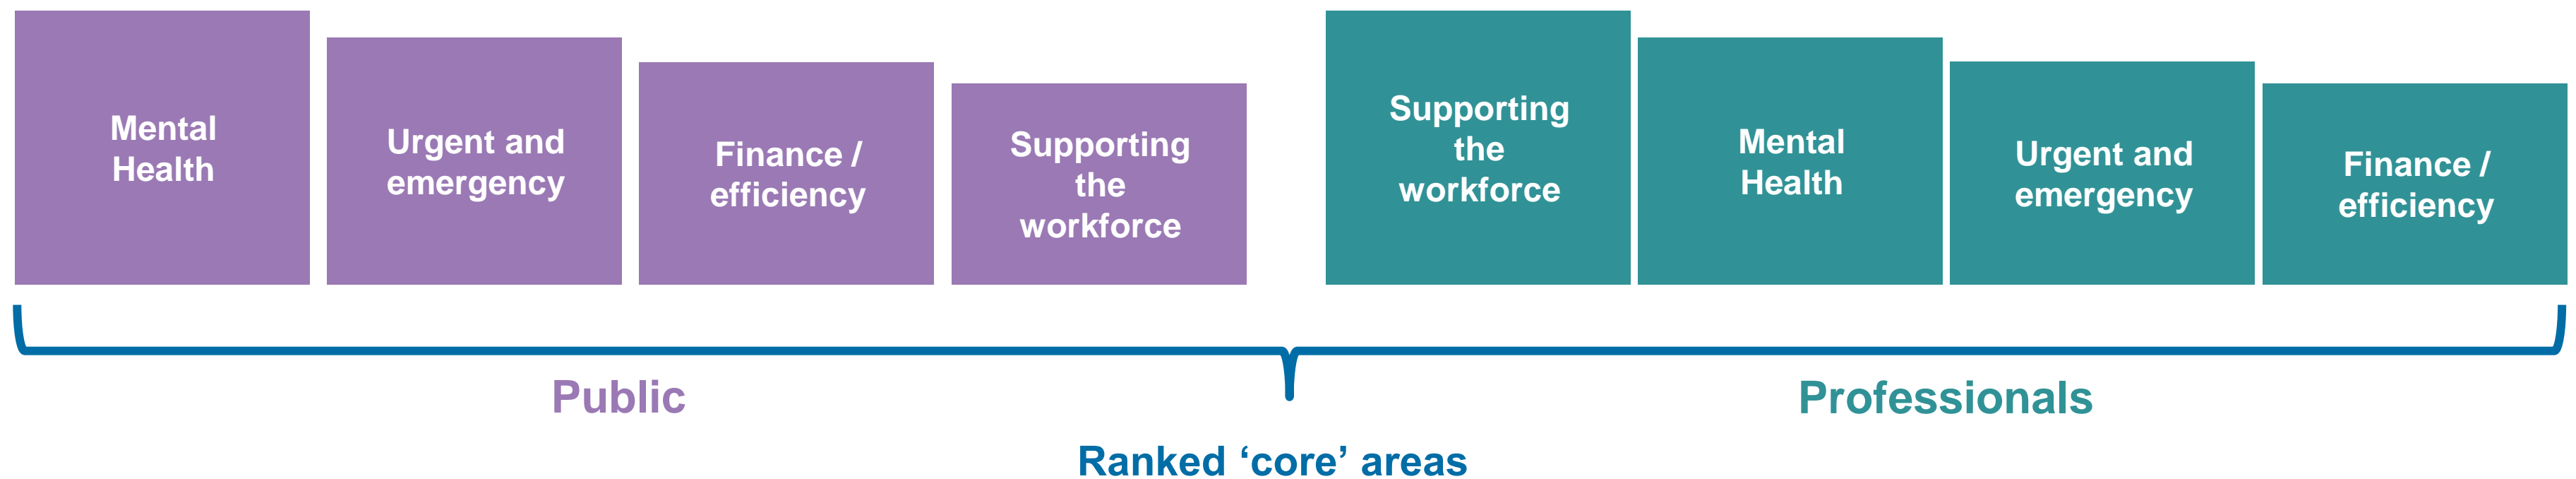 Mental
Health
Urgent and
emergency
Finance /
efficiency
Supporting
the
workforce
Supporting
the
workforce
Mental
Health
Urgent and
emergency
Finance /
efficiency
Public
Professionals
Ranked ‘core’ areas